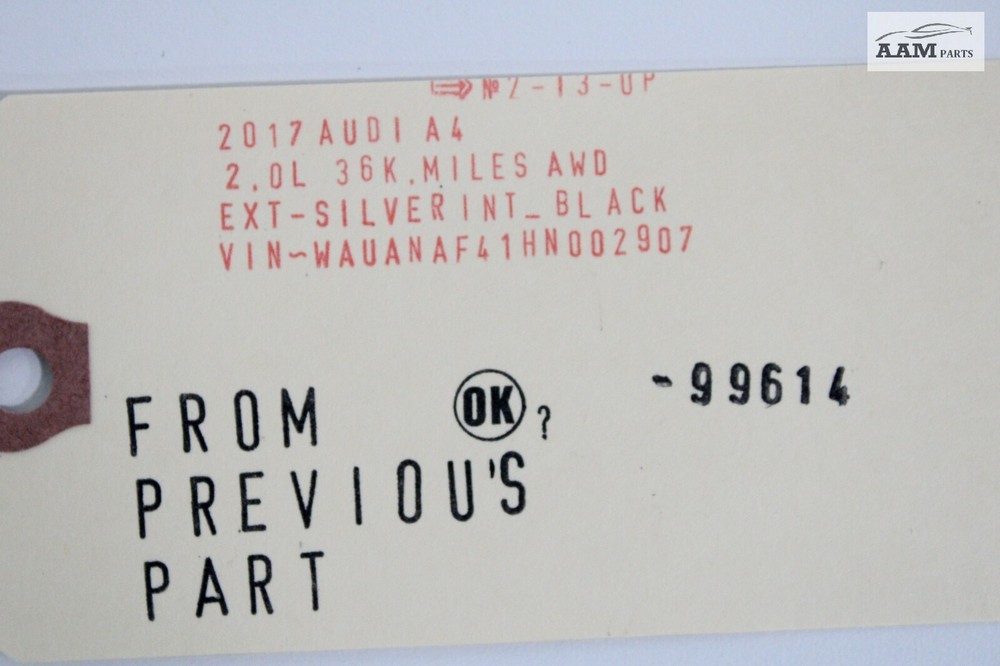 AAM PARTS
№2-13-UP
2017 AUDI A4
2.0L 36K.MILES AWD
EXT-SILVER INT_BLACK
VIN~WAUANAF41HN002907
OK? -99614
FROM
PREVIOU'S
PART